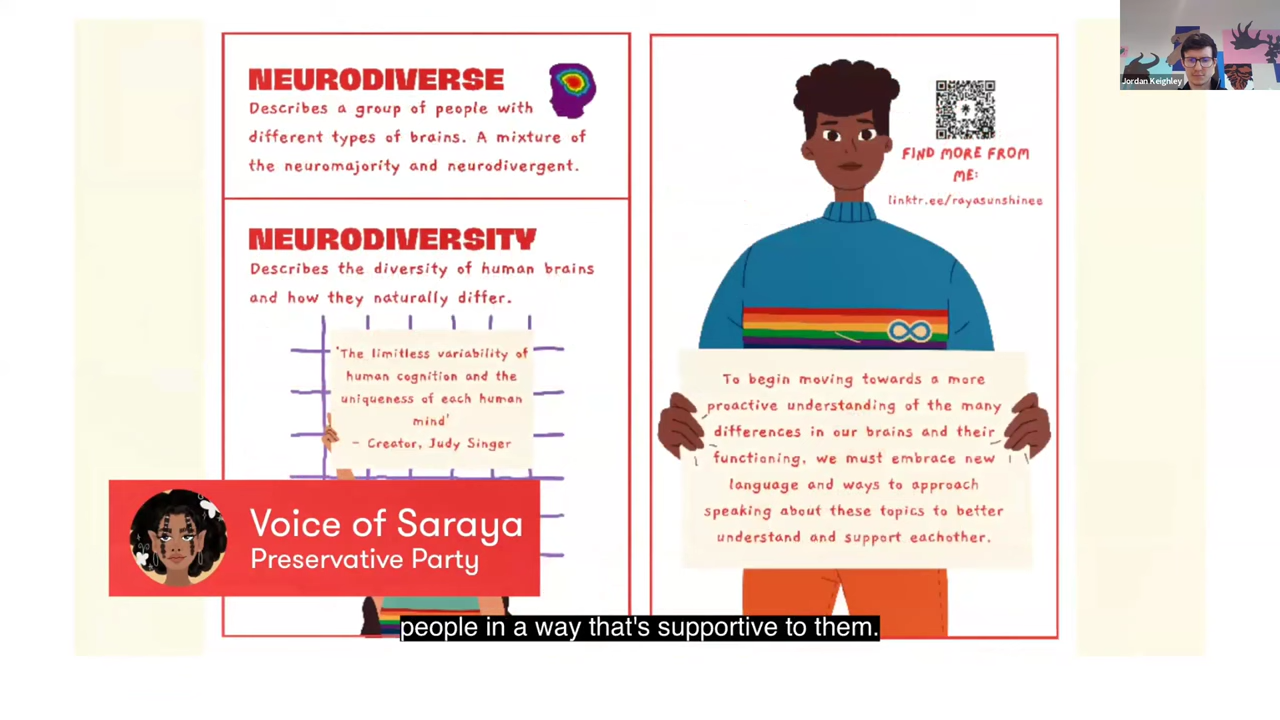 NEURODIVERSE
Describes a group of people with
different types of brains. A mixture of
the neuromajority and neurodivergent.
NEURODIVERSITY
Describes the diversity of human brains
and how they naturally differ.
'The limitless variability of
human cognition and the
uniqueness of each human
mind'
- Creator, Judy Singer
Voice of Saraya
Preservative Party
FIND MORE FROM
ME:
linktr.ee/rayasunshinee
To begin moving towards a more
proactive understanding of the many
differences in our brains and their
functioning, we must embrace new
language and ways to approach
speaking about these topics to better
understand and support eachother.
Jordan Keighley
people in a way that's supportive to them.